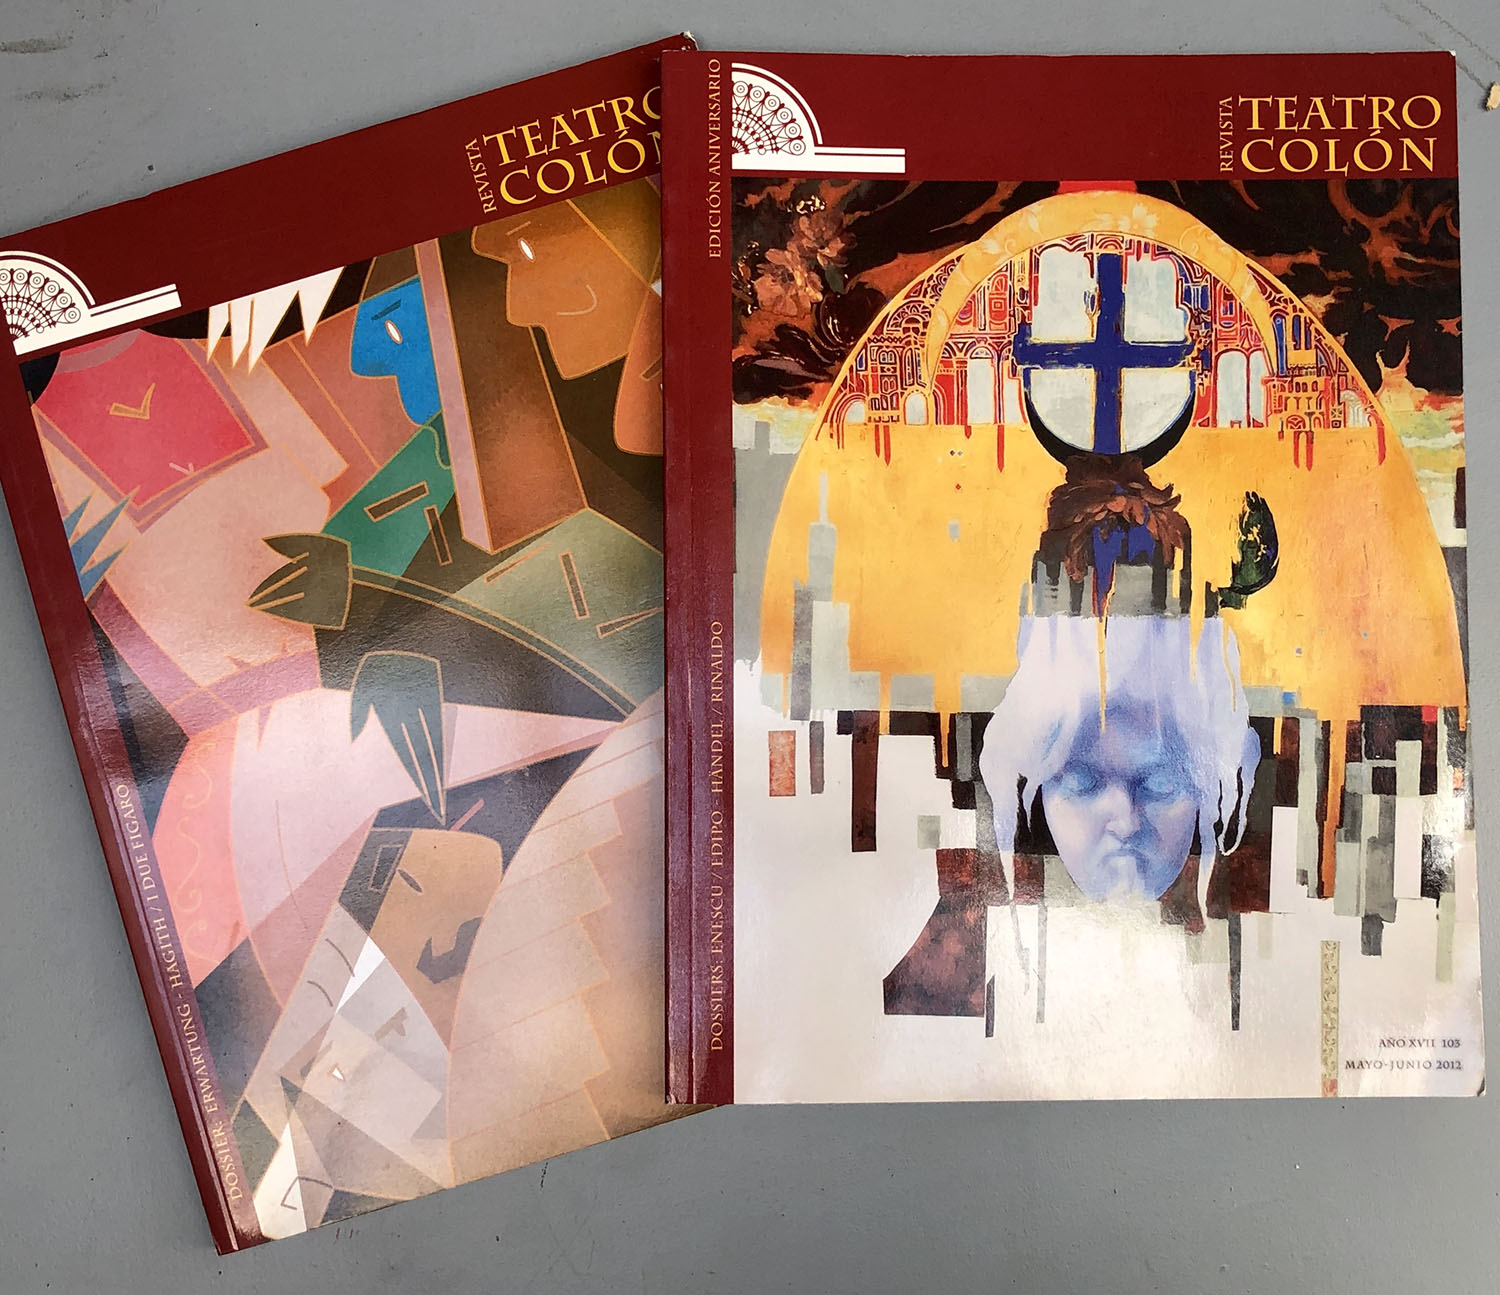 REVISTA
TEATRO
COLÓN
DOSSIER: ERWARTUNG - HAGITH / I DUE FIGARO
EDICIÓN ANIVERSARIO
REVISTA
TEATRO
COLÓN
DOSSIERS: ENESCU / EDIPO - HÄNDEL / RINALDO
AÑO XVII 103
MAYO-JUNIO 2012